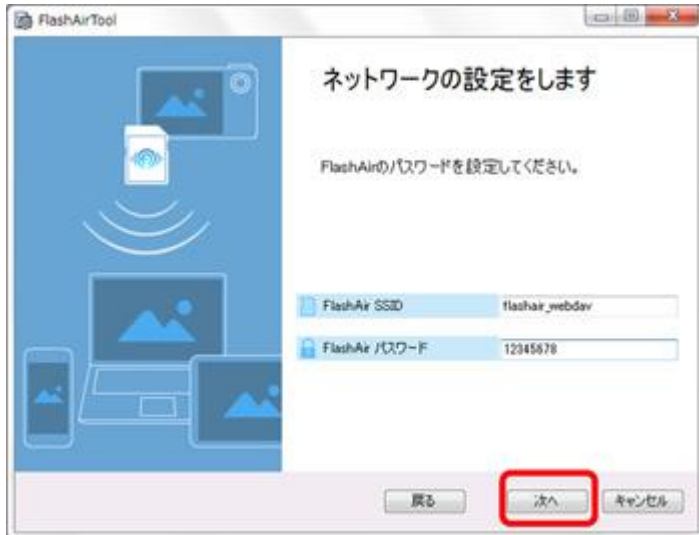 FlashAirTool
ネットワークの設定をします
FlashAirのパスワードを設定してください。
FlashAir SSID
flashair_webdav
FlashAir パスワード
12345678
戻る
次へ
キャンセル